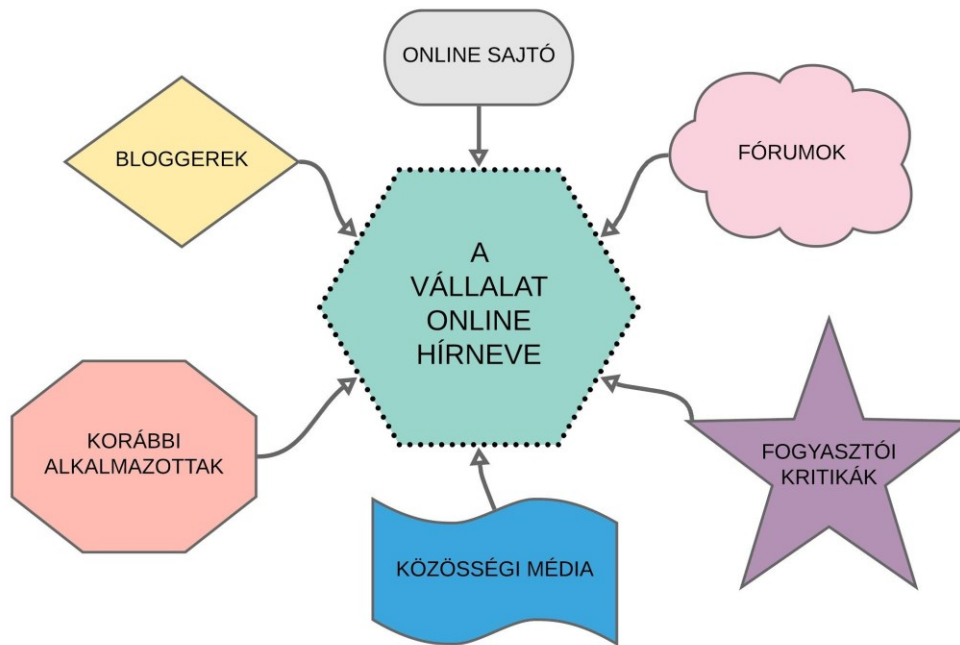 ONLINE SAJTÓ
BLOGGEREK
FÓRUMOK
A
VÁLLALAT
ONLINE
HÍRNEVE
KORÁBBI
ALKALMAZOTTAK
FOGYASZTÓI
KRITIKÁK
KÖZÖSSÉGI MÉDIA